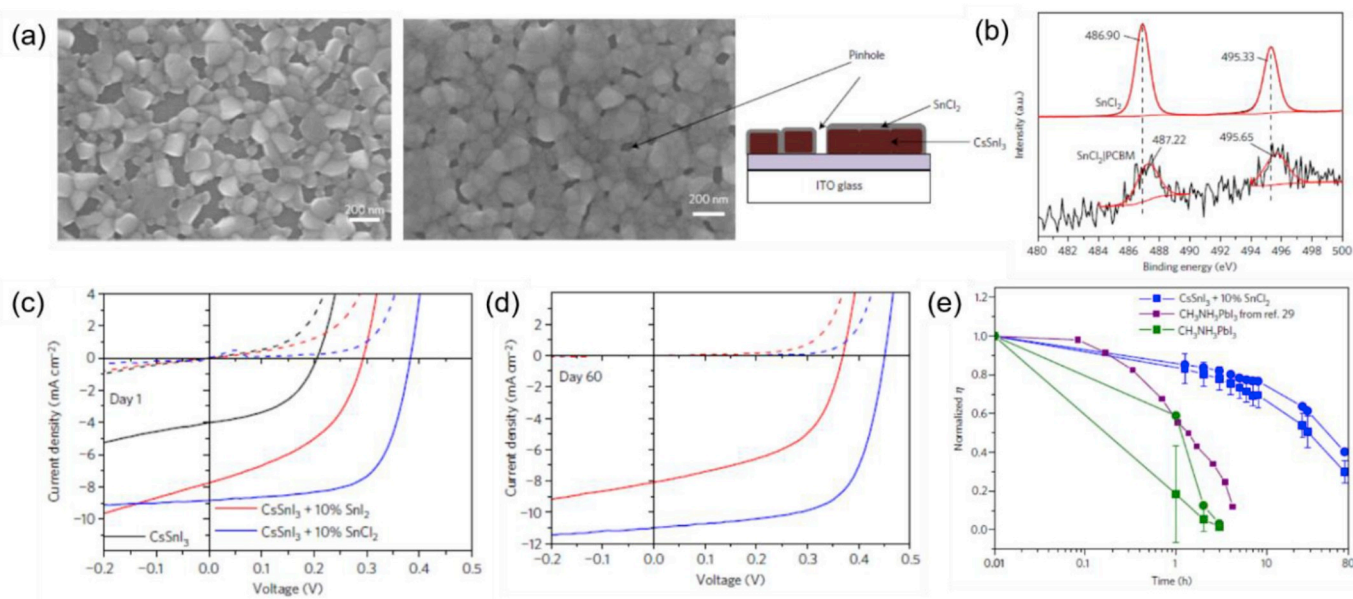 (a)
200 nm
200 nm
Pinhole
SnCl2
CsSnI3
ITO glass
(b)
Intensity (a.u.)
486.90
495.33
SnCl2
SnCl2|PCBM
487.22
495.65
480 482 484 486 488 490 492 494 496 498 500
Binding energy (eV)
(c)
Current density (mA cm−2)
4
2
0
−2
−4
−6
−8
−10
Day 1
CsSnI3
CsSnI3 + 10% SnI2
CsSnI3 + 10% SnCl2
−0.2 −0.1 0.0 0.1 0.2 0.3 0.4 0.5
Voltage (V)
(d)
Current density (mA cm−2)
4
2
0
−2
−4
−6
−8
−10
−12
Day 60
−0.2 −0.1 0.0 0.1 0.2 0.3 0.4 0.5
Voltage (V)
(e)
Normalized η
1.2
1.0
0.8
0.6
0.4
0.2
0.0
CsSnI3 + 10% SnCl2
CH3NH3PbI3 from ref. 29
CH3NH3PbI3
0.01 0.1 1 10 80
Time (h)